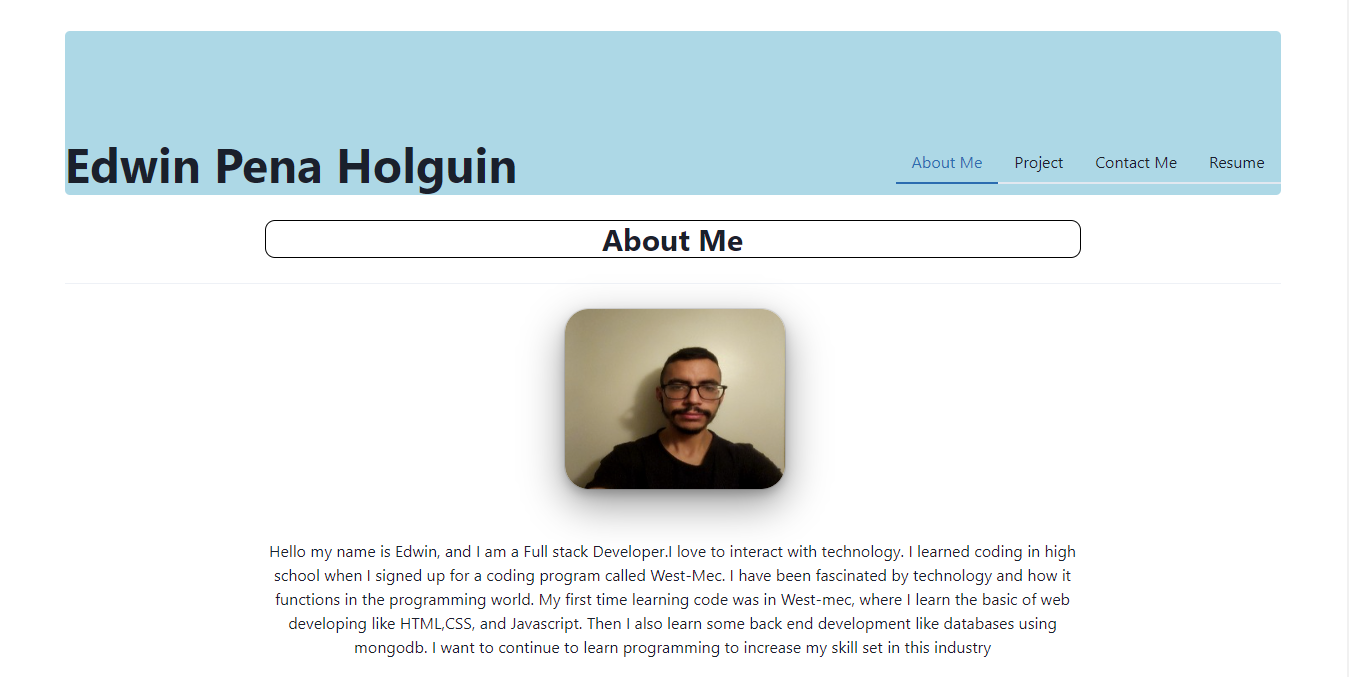 Edwin Pena Holguin
About Me Project Contact Me Resume
About Me
Hello my name is Edwin, and I am a Full stack Developer.I love to interact with technology. I learned coding in high
school when I signed up for a coding program called West-Mec. I have been fascinated by technology and how it
functions in the programming world. My first time learning code was in West-mec, where I learn the basic of web
developing like HTML,CSS, and Javascript. Then I also learn some back end development like databases using
mongodb. I want to continue to learn programming to increase my skill set in this industry